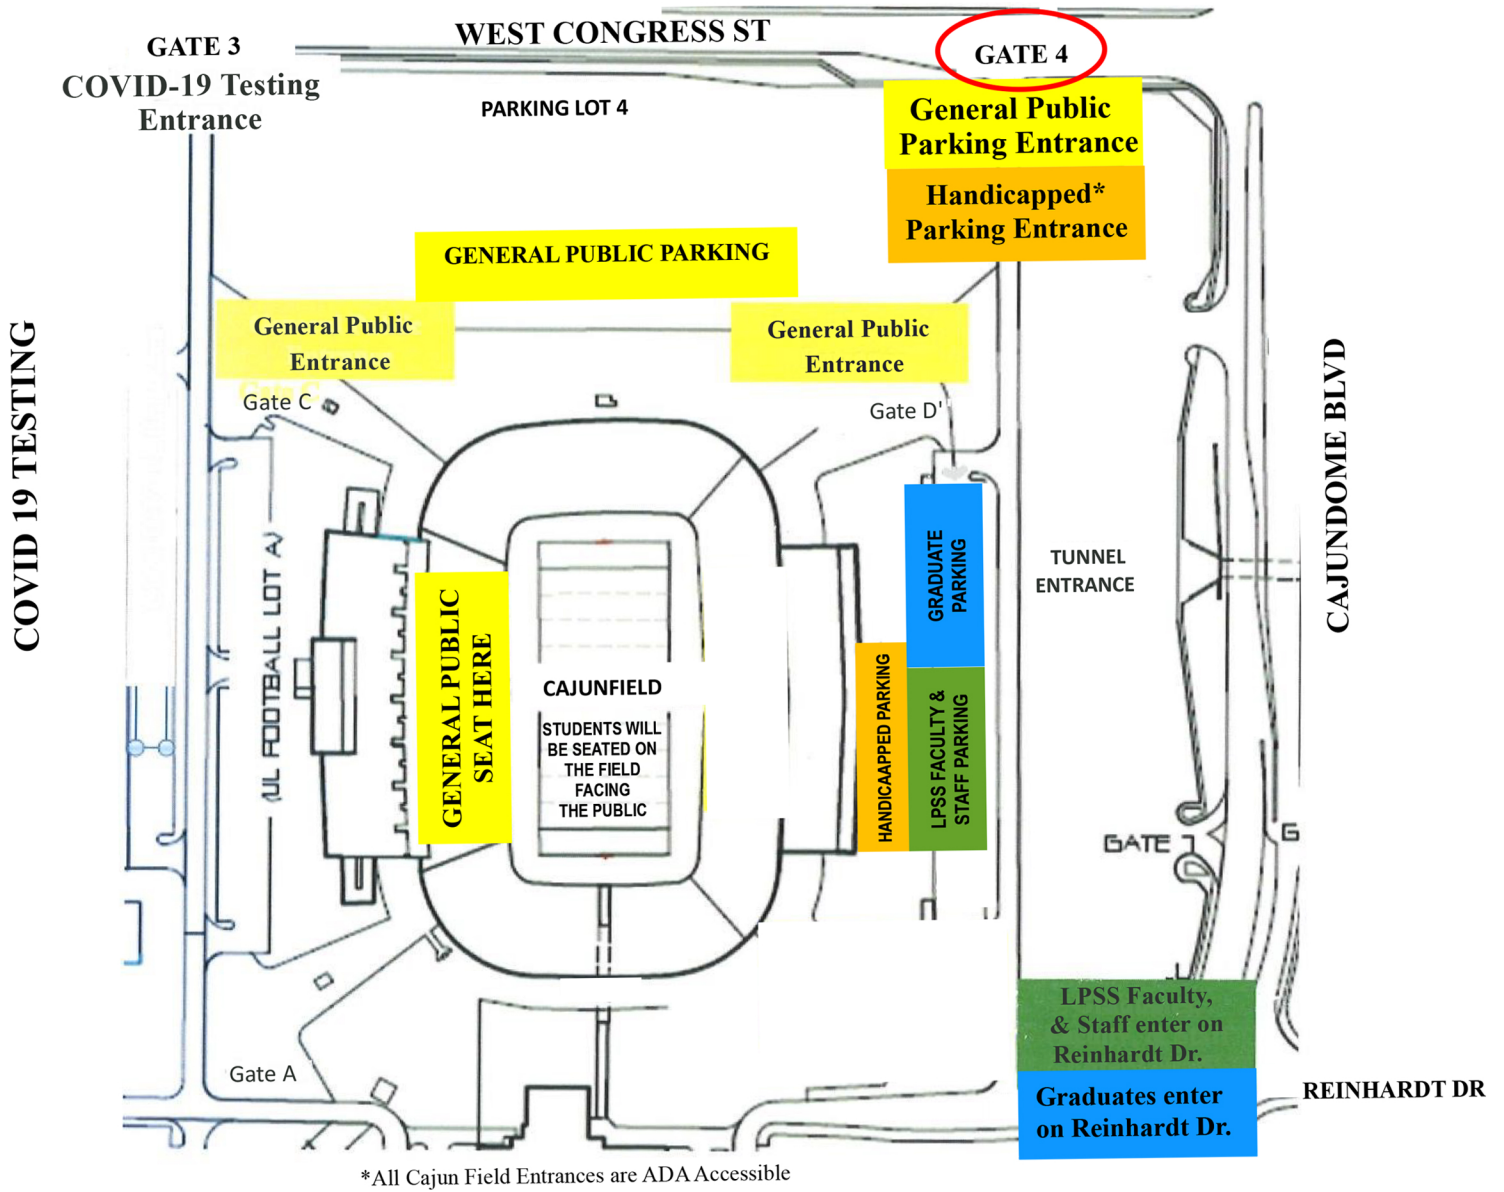 WEST CONGRESS ST
GATE 3
COVID-19 Testing
Entrance
GATE 4
PARKING LOT 4
General Public
Parking Entrance
Handicapped*
Parking Entrance
GENERAL PUBLIC PARKING
General Public
Entrance
General Public
Entrance
Gate C
Gate C
Gate D'
COVID 19 TESTING
CAJUNDOME BLVD
(UL FOOTBALL LOT A)
GENERAL PUBLIC
SEAT HERE
CAJUNFIELD
STUDENTS WILL
BE SEATED ON
THE FIELD
FACING
THE PUBLIC
GRADUATE
PARKING
HANDICAAPPED PARKING
LPSS FACULTY &
STAFF PARKING
TUNNEL
ENTRANCE
GATE
G
LPSS Faculty,
& Staff enter on
Reinhardt Dr.
Graduates enter
on Reinhardt Dr.
REINHARDT DR
Gate A
*All Cajun Field Entrances are ADA Accessible